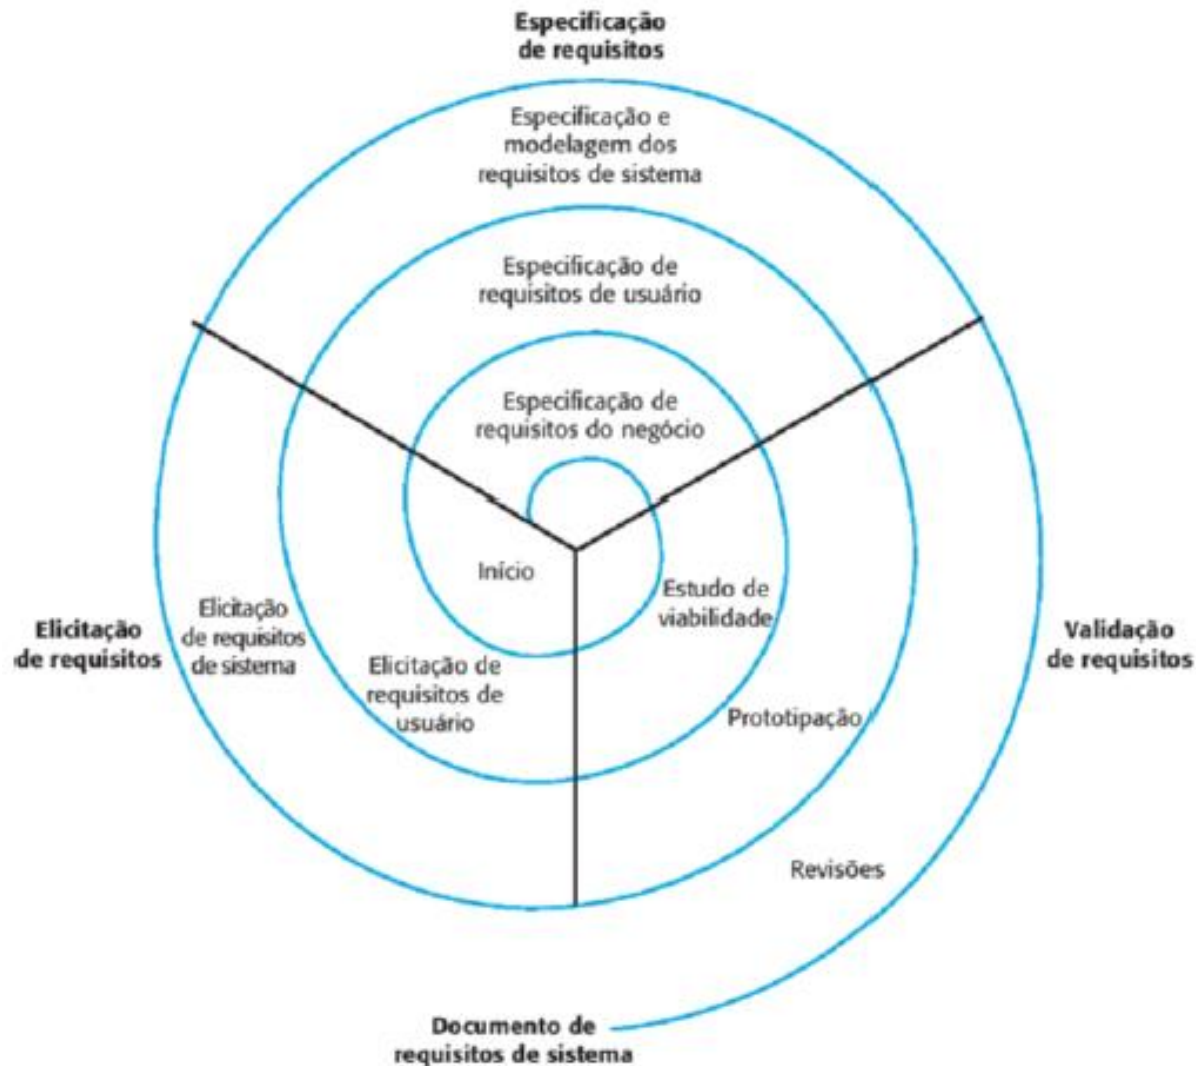 Especificação
de requisitos
Especificação e
modelagem dos
requisitos de sistema
Especificação de
requisitos de usuário
Especificação de
requisitos do negócio
Início
Estudo de
viabilidade
Elicitação
de requisitos
Elicitação
de requisitos
de sistema
Elicitação de
requisitos de
usuário
Validação
de requisitos
Prototipação
Revisões
Documento de
requisitos de sistema